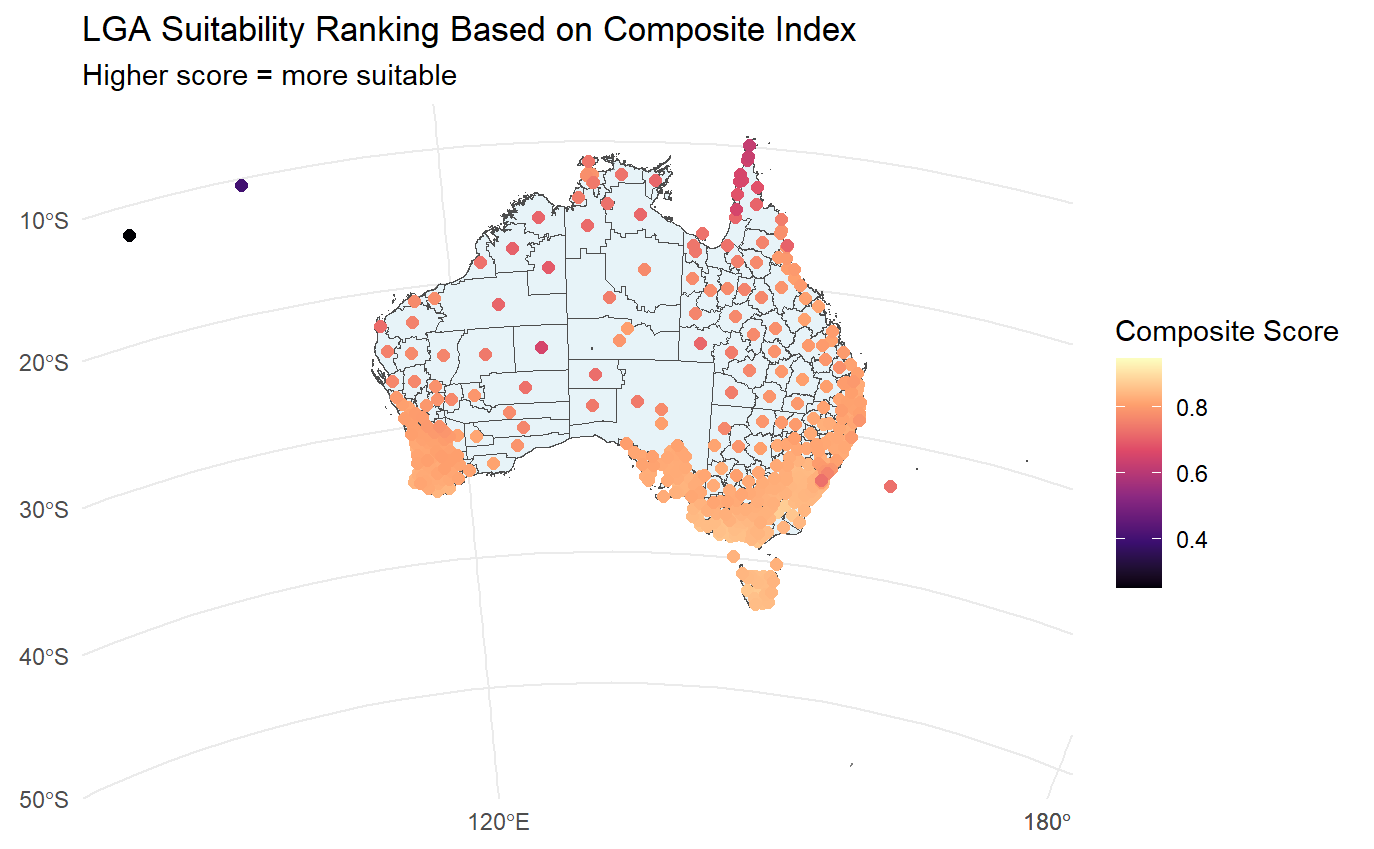 LGA Suitability Ranking Based on Composite Index
Higher score = more suitable
10°S
20°S
30°S
40°S
50°S
120°E
180°
Composite Score
0.8
0.6
0.4